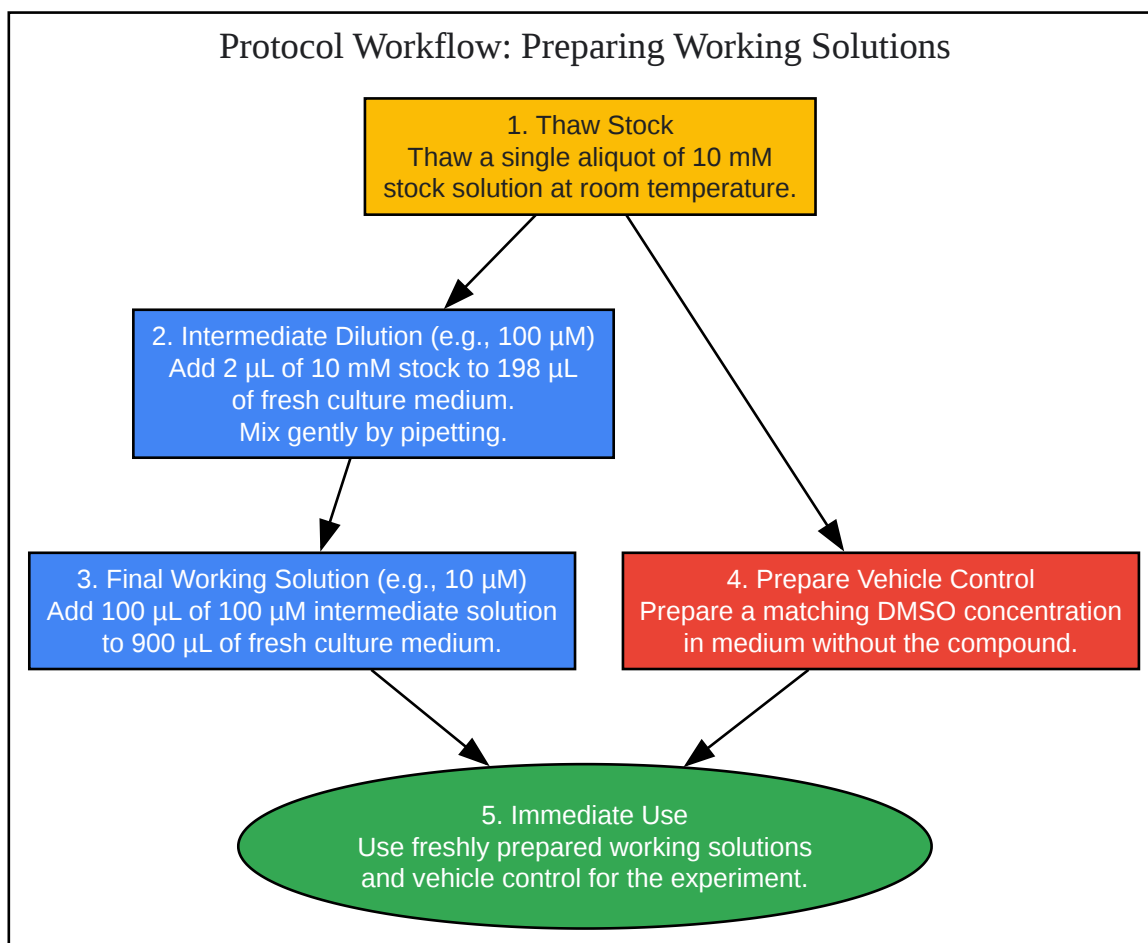 Protocol Workflow: Preparing Working Solutions
1. Thaw Stock
Thaw a single aliquot of 10 mM
stock solution at room temperature.
2. Intermediate Dilution (e.g., 100 µM)
Add 2 µL of 10 mM stock to 198 µL
of fresh culture medium.
Mix gently by pipetting.
3. Final Working Solution (e.g., 10 µM)
Add 100 µL of 100 µM intermediate solution
to 900 µL of fresh culture medium.
4. Prepare Vehicle Control
Prepare a matching DMSO concentration
in medium without the compound.
5. Immediate Use
Use freshly prepared working solutions
and vehicle control for the experiment.